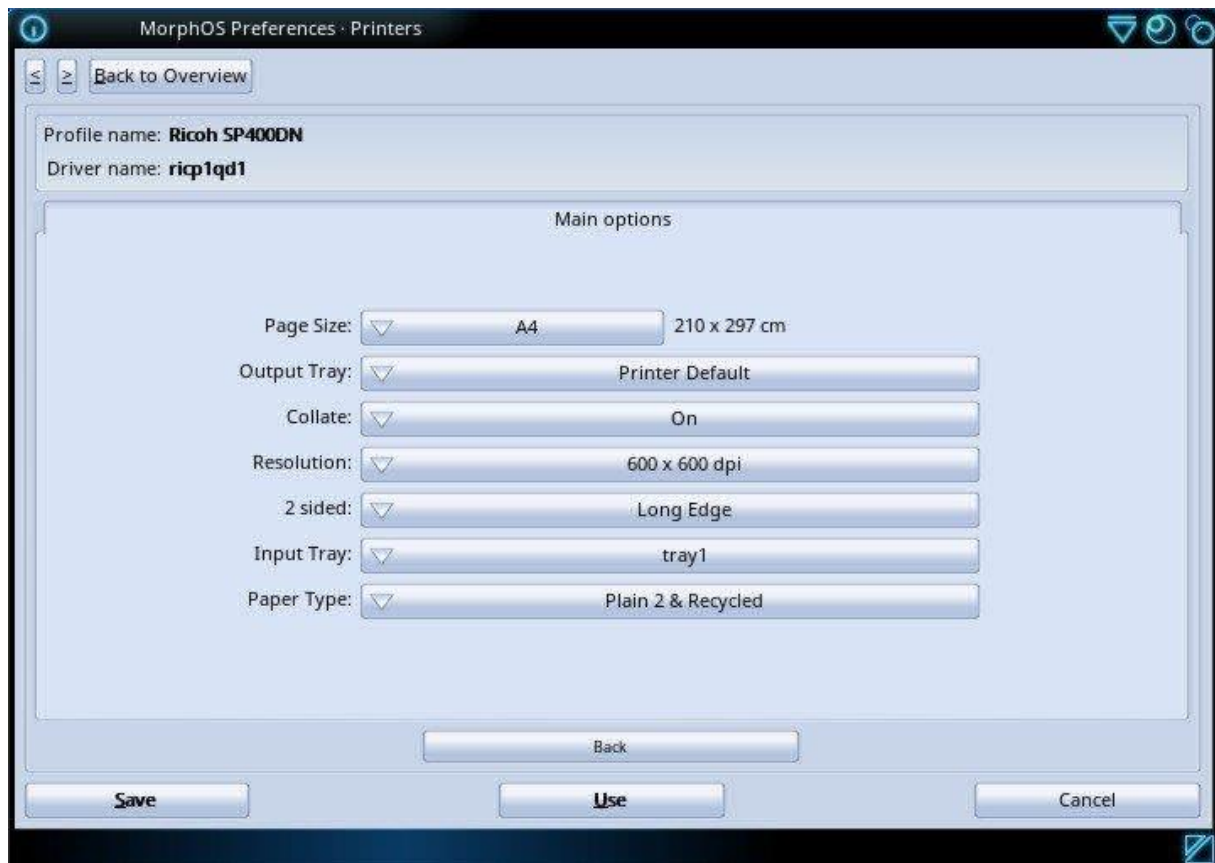 MorphOS Preferences · Printers
≤ ≥ Back to Overview
Profile name: Ricoh SP400DN
Driver name: ricp1qd1
Main options
Page Size: A4 210 x 297 cm
Output Tray: Printer Default
Collate: On
Resolution: 600 x 600 dpi
2 sided: Long Edge
Input Tray: tray1
Paper Type: Plain 2 & Recycled
Back
Save Use Cancel